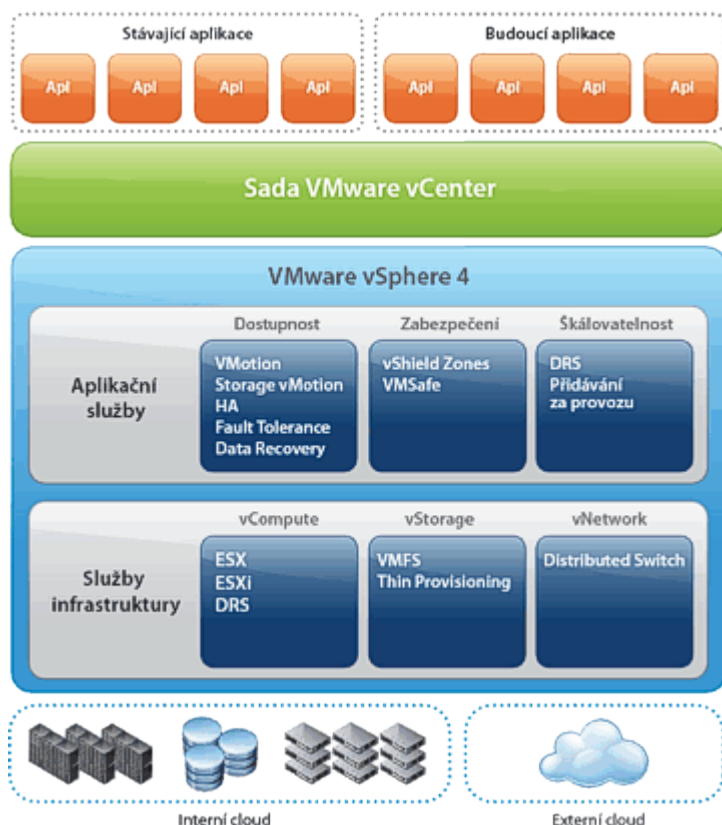 Stávající aplikace
Budoucí aplikace
Apl Apl Apl Apl
Apl Apl Apl Apl
Sada VMware vCenter
VMware vSphere 4
Aplikační
služby
Dostupnost
VMotion
Storage vMotion
HA
Fault Tolerance
Data Recovery
Zabezpečení
vShield Zones
VMSafe
Škálovatelnost
DRS
Přidávání
za provozu
Služby
infrastruktury
vCompute
ESX
ESXi
DRS
vStorage
VMFS
Thin Provisioning
vNetwork
Distributed Switch
Interní cloud
Externí cloud